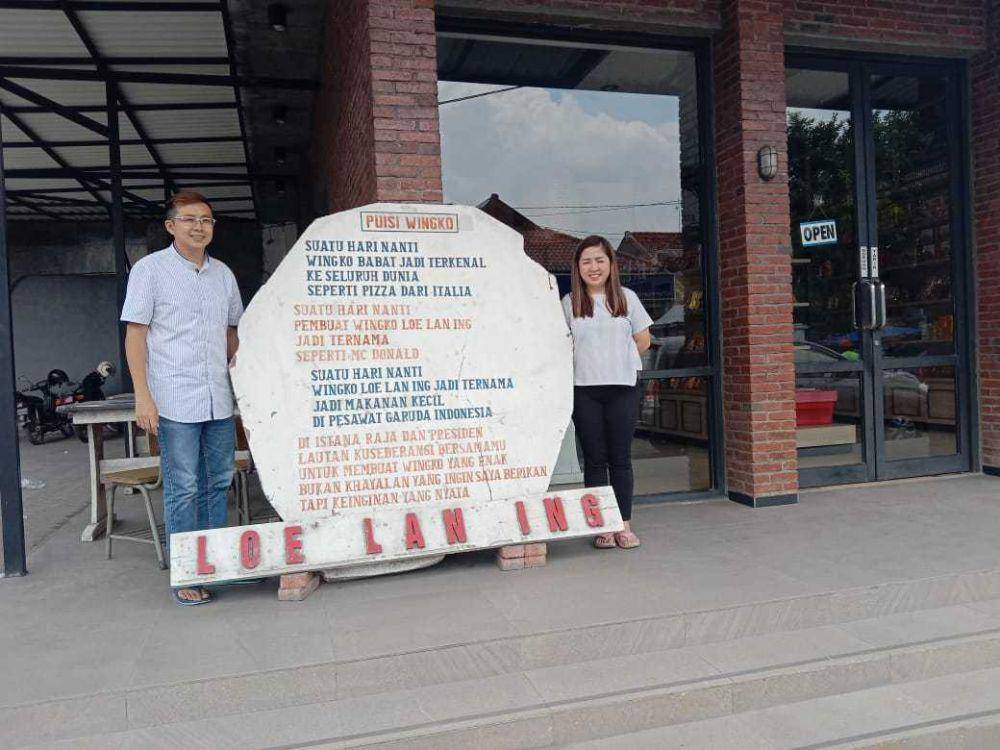 PUISI WINGKO
SUATU HARI NANTI
WINGKO BABAT JADI TERKENAL
KE SELURUH DUNIA
SEPERTI PIZZA DARI ITALIA
SUATU HARI NANTI
PEMBUAT WINGKO LOE LAN ING
JADI TERNAMA
SEPERTI MC DONALD
SUATU HARI NANTI
WINGKO LOE LAN ING JADI TERNAMA
JADI MAKANAN KECIL
DI PESAWAT GARUDA INDONESIA
DI ISTANA RAJA DAN PRESIDEN
LAUTAN KUSEBERANGI BERSAMAMU
UNTUK MEMBUAT WINGKO YANG ENAK
BUKAN KHAYALAN YANG INGIN SAYA BERIKAN
TAPI KEINGINAN YANG NYATA
LOE LAN ING
OPEN